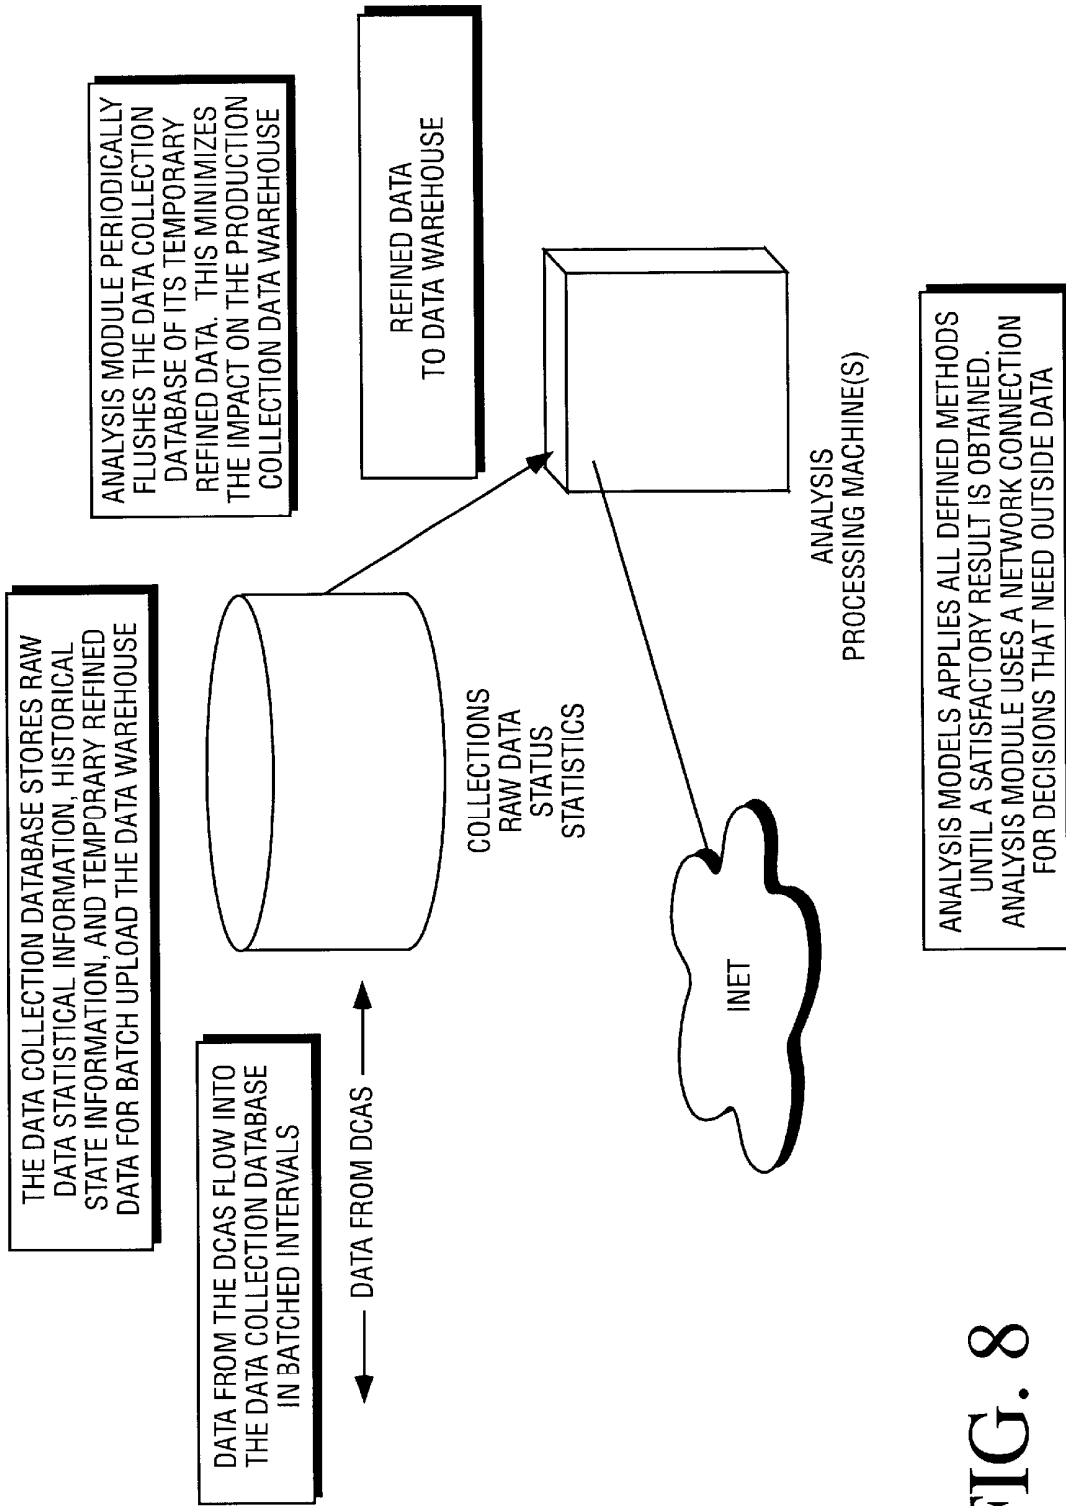 THE DATA COLLECTION DATABASE STORES RAW
DATA STATISTICAL INFORMATION, HISTORICAL
STATE INFORMATION, AND TEMPORARY REFINED
DATA FOR BATCH UPLOAD THE DATA WAREHOUSE
ANALYSIS MODULE PERIODICALLY
FLUSHES THE DATA COLLECTION
DATABASE OF ITS TEMPORARY
REFINED DATA. THIS MINIMIZES
THE IMPACT ON THE PRODUCTION
COLLECTION DATA WAREHOUSE
DATA FROM THE DCAS FLOW INTO
THE DATA COLLECTION DATABASE
IN BATCHED INTERVALS
DATA FROM DCAS
COLLECTIONS
RAW DATA
STATUS
STATISTICS
REFINED DATA
TO DATA WAREHOUSE
INET
ANALYSIS
PROCESSING MACHINE(S)
ANALYSIS MODELS APPLIES ALL DEFINED METHODS
UNTIL A SATISFACTORY RESULT IS OBTAINED.
ANALYSIS MODULE USES A NETWORK CONNECTION
FOR DECISIONS THAT NEED OUTSIDE DATA
FIG. 8